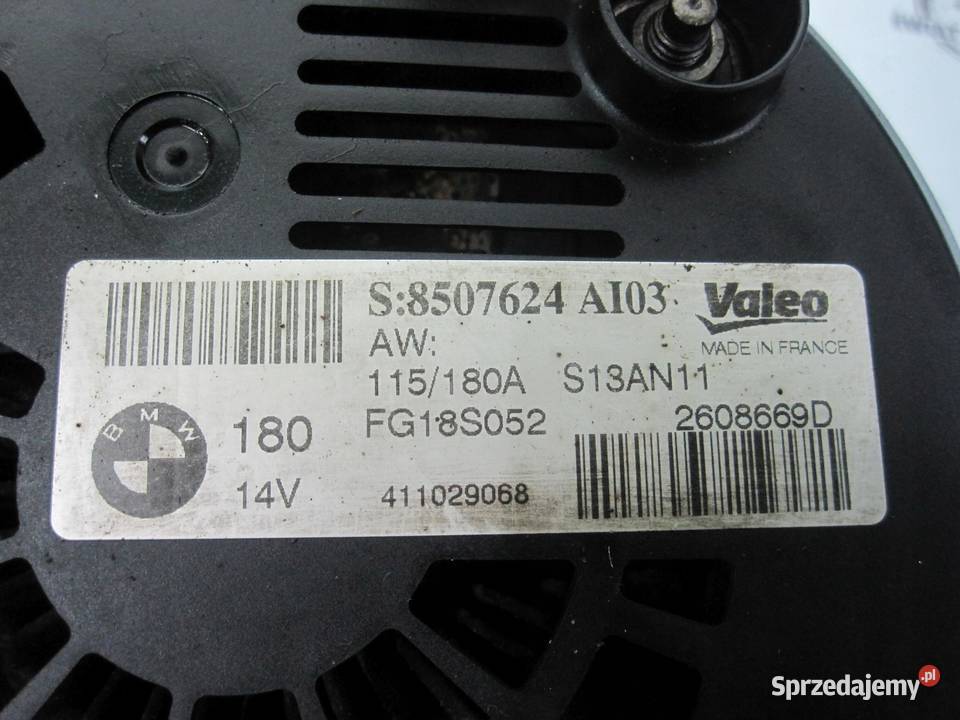 S:8507624 AI03
Valeo
AW:
MADE IN FRANCE
115/180A S13AN11
BMW
180
FG18S052
2608669D
14V
411029068
Sprzedajemy.pl